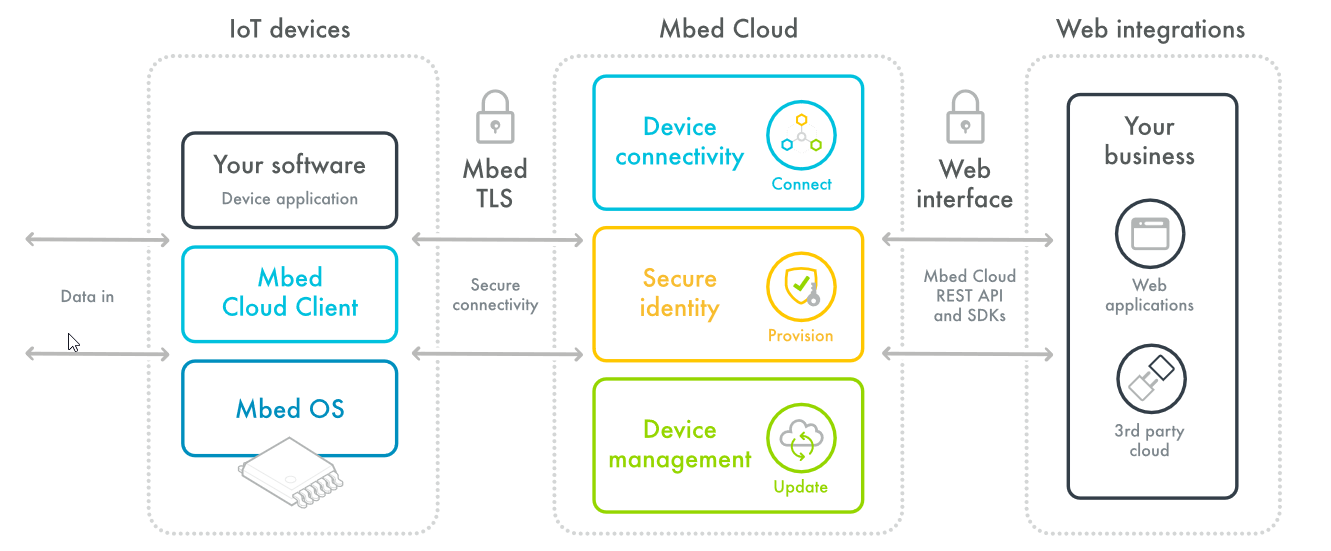 IoT devices
Mbed Cloud
Web integrations
Data in
Your software
Device application
Mbed
Cloud Client
Mbed OS
Mbed
TLS
Secure
connectivity
Device
connectivity
Connect
Secure
identity
Provision
Device
management
Update
Web
interface
Mbed Cloud
REST API
and SDKs
Your
business
Web
applications
3rd party
cloud